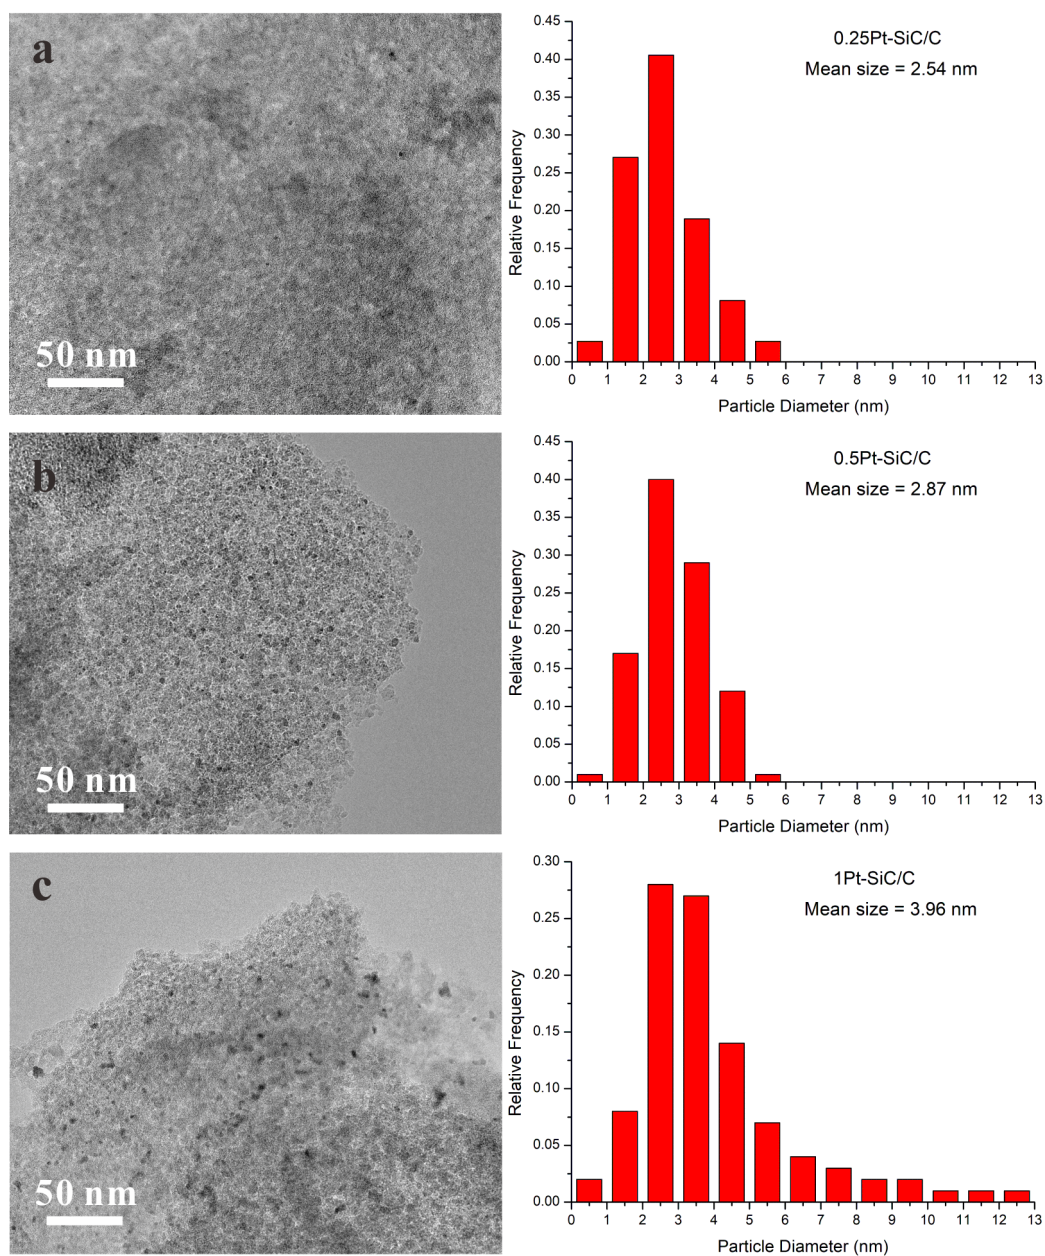 a
50 nm
0.25Pt-SiC/C
Mean size = 2.54 nm
Relative Frequency
0.45
0.40
0.35
0.30
0.25
0.20
0.15
0.10
0.05
0.00
0 1 2 3 4 5 6 7 8 9 10 11 12 13
Particle Diameter (nm)
b
50 nm
0.5Pt-SiC/C
Mean size = 2.87 nm
Relative Frequency
0.45
0.40
0.35
0.30
0.25
0.20
0.15
0.10
0.05
0.00
0 1 2 3 4 5 6 7 8 9 10 11 12 13
Particle Diameter (nm)
c
50 nm
1Pt-SiC/C
Mean size = 3.96 nm
Relative Frequency
0.30
0.25
0.20
0.15
0.10
0.05
0.00
0 1 2 3 4 5 6 7 8 9 10 11 12 13
Particle Diameter (nm)